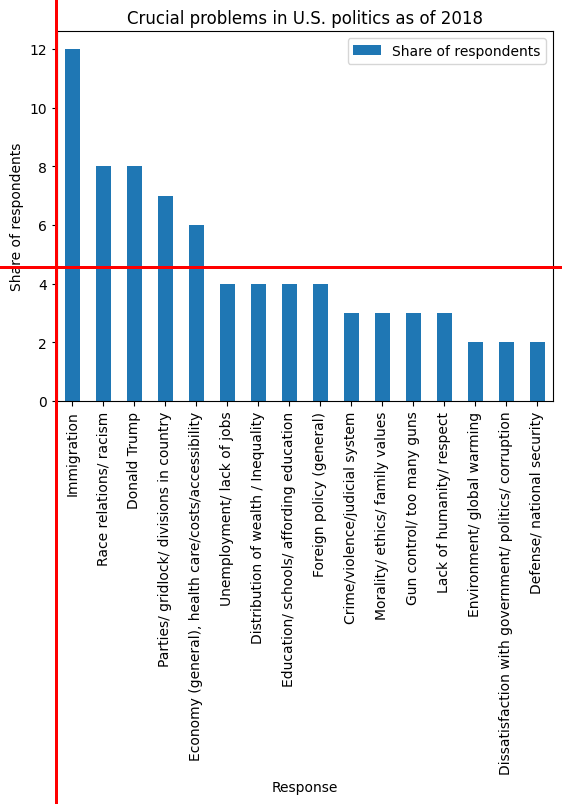 Crucial problems in U.S. politics as of 2018
Share of respondents
Share of respondents
12
10
8
6
4
2
0
Immigration
Race relations/ racism
Donald Trump
Parties/ gridlock/ divisions in country
Economy (general), health care/costs/accessibility
Unemployment/ lack of jobs
Distribution of wealth / Inequality
Education/ schools/ affording education
Foreign policy (general)
Crime/violence/judicial system
Morality/ ethics/ family values
Gun control/ too many guns
Lack of humanity/ respect
Environment/ global warming
Dissatisfaction with government/ politics/ corruption
Defense/ national security
Response